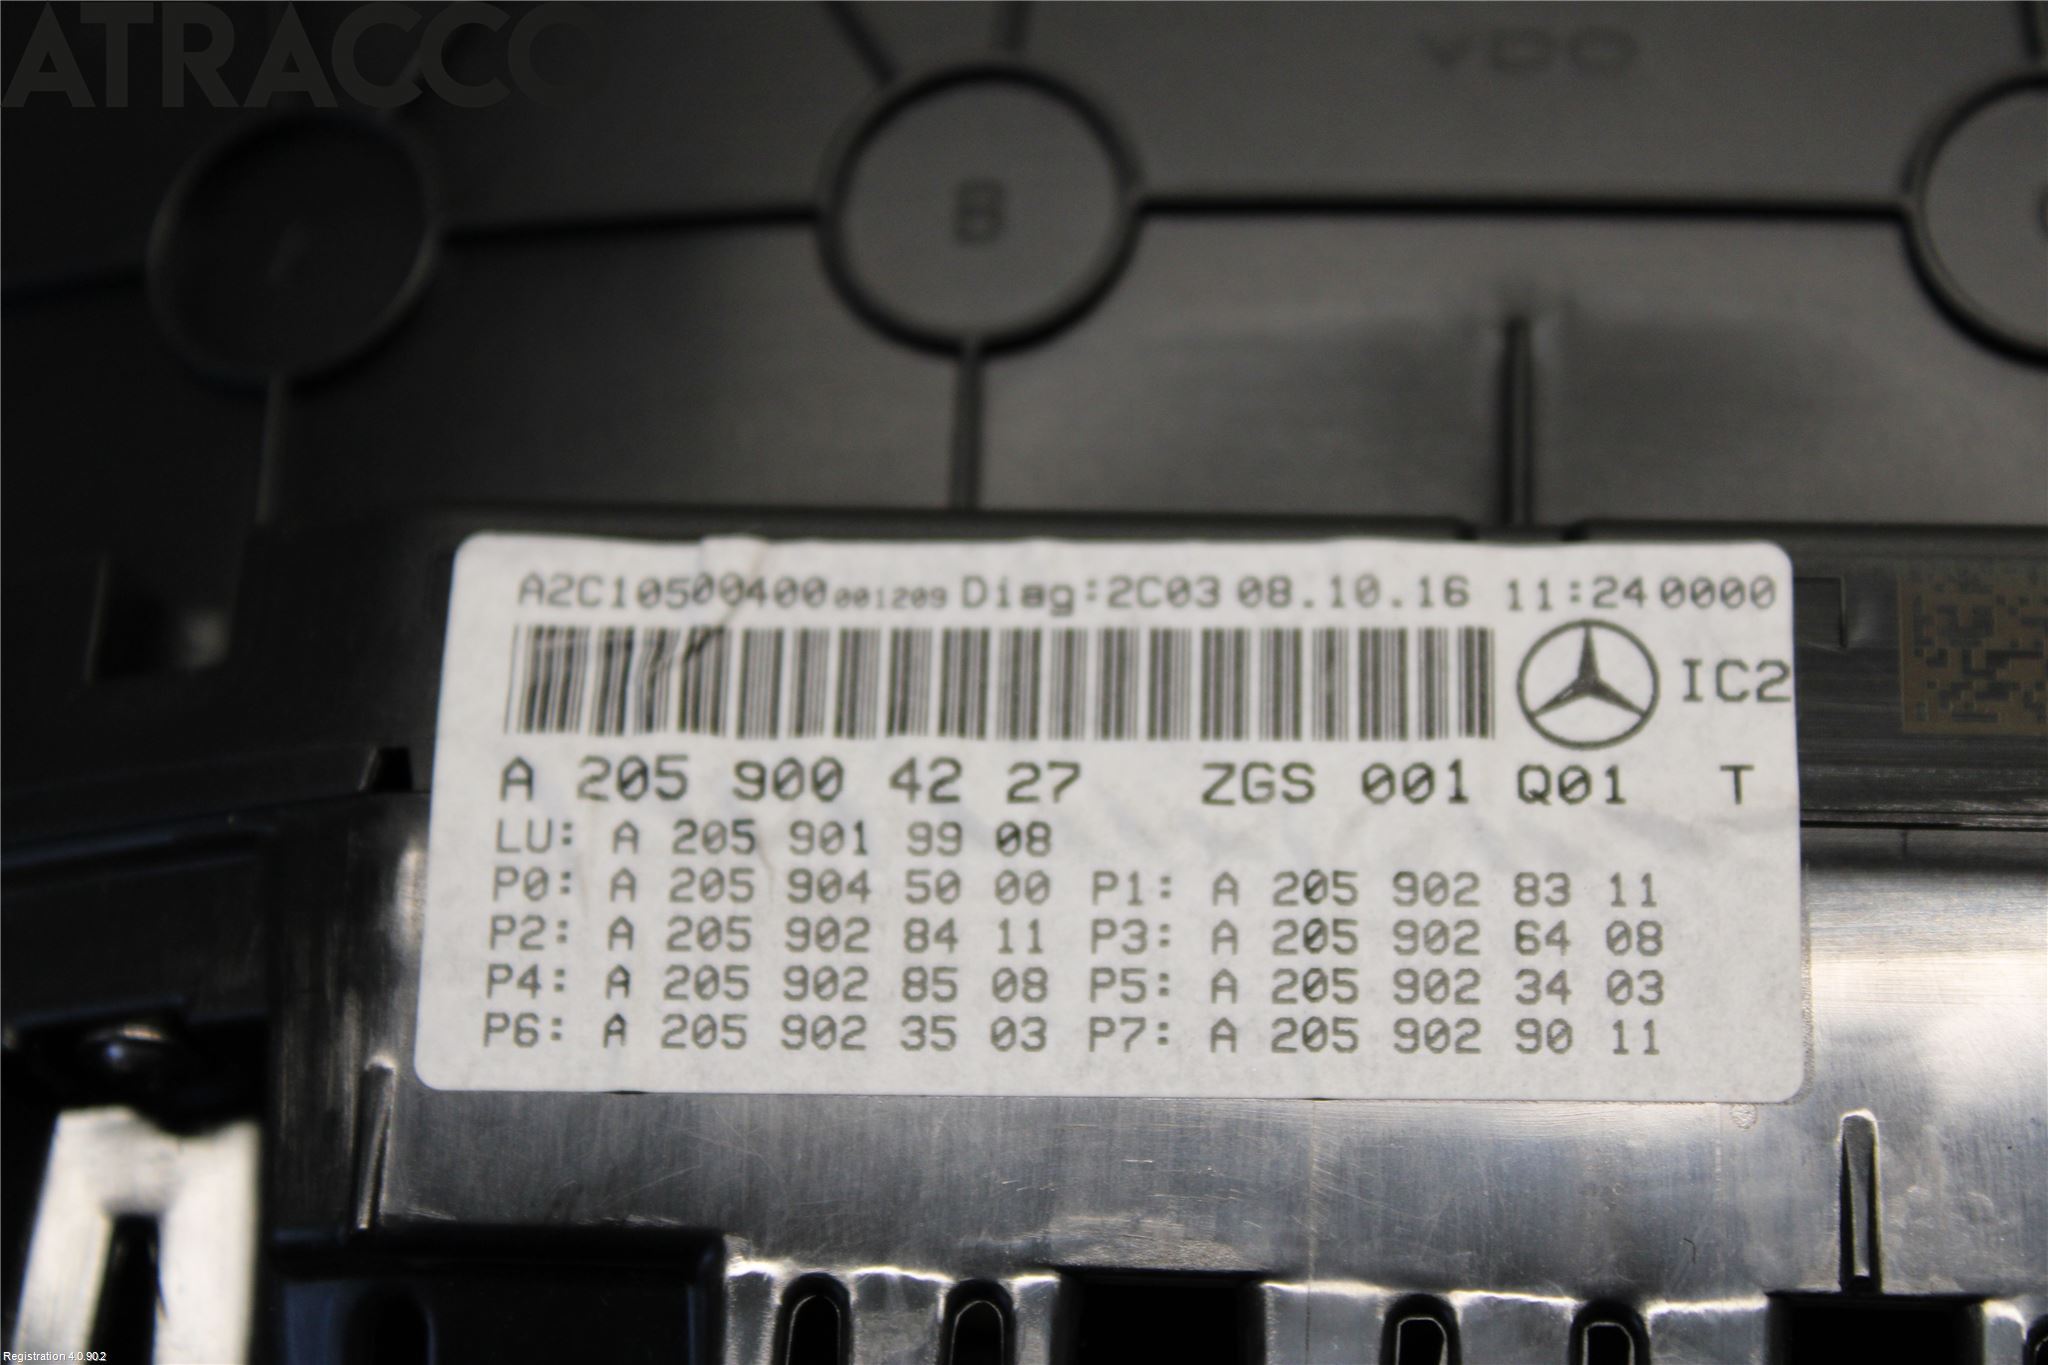 ATRACCO
VDO
B
A2C10500400001209 Diag:2C03 08.10.16 11:24 0000
IC2
A 205 900 42 27 ZGS 001 Q01 T
LU: A 205 901 99 08
P0: A 205 904 50 00 P1: A 205 902 83 11
P2: A 205 902 84 11 P3: A 205 902 64 08
P4: A 205 902 85 08 P5: A 205 902 34 03
P6: A 205 902 35 03 P7: A 205 902 90 11
Registration 4.0.90.2